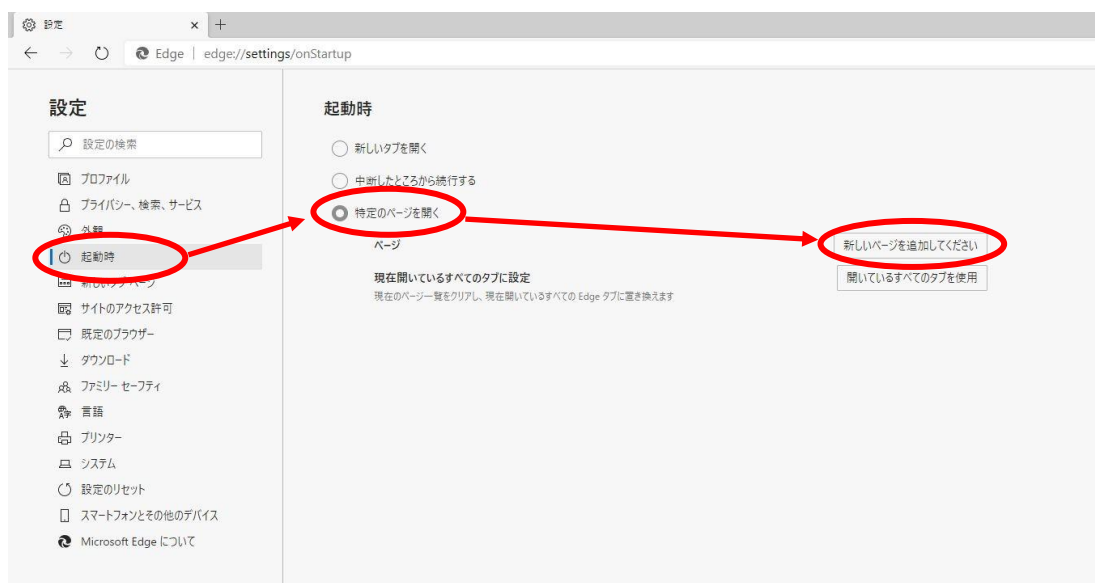 設定
Edge | edge://settings/onStartup
設定
設定の検索
プロファイル
プライバシー、検索、サービス
外観
起動時
新しいタブ ページ
サイトのアクセス許可
既定のブラウザー
ダウンロード
ファミリー セーフティ
言語
プリンター
システム
設定のリセット
スマートフォンとその他のデバイス
Microsoft Edge について
起動時
新しいタブを開く
中断したところから続行する
特定のページを開く
ページ
新しいページを追加してください
現在開いているすべてのタブに設定
開いているすべてのタブを使用
現在のページ一覧をクリアし、現在開いているすべての Edge タブに置き換えます